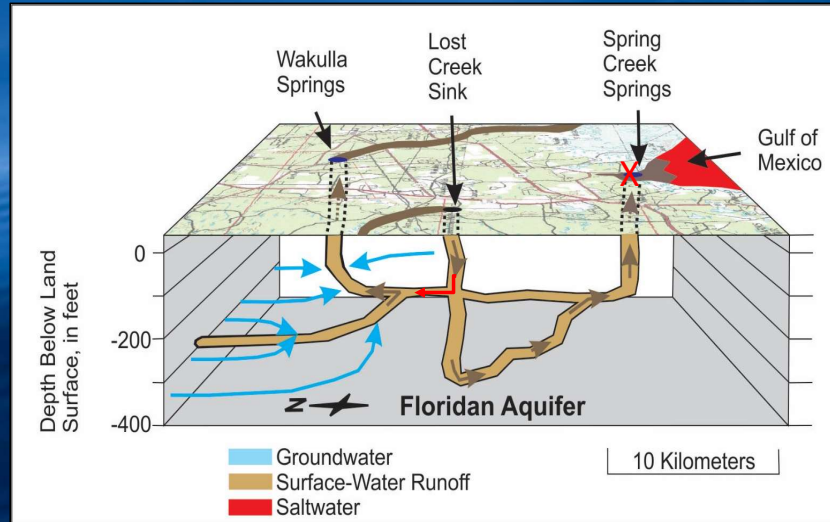 Wakulla
Springs
Lost
Creek
Sink
Spring
Creek
Springs
Gulf of
Mexico
X
Depth Below Land
Surface, in feet
0
-200
-400
N
Floridan Aquifer
Groundwater
Surface-Water Runoff
Saltwater
10 Kilometers